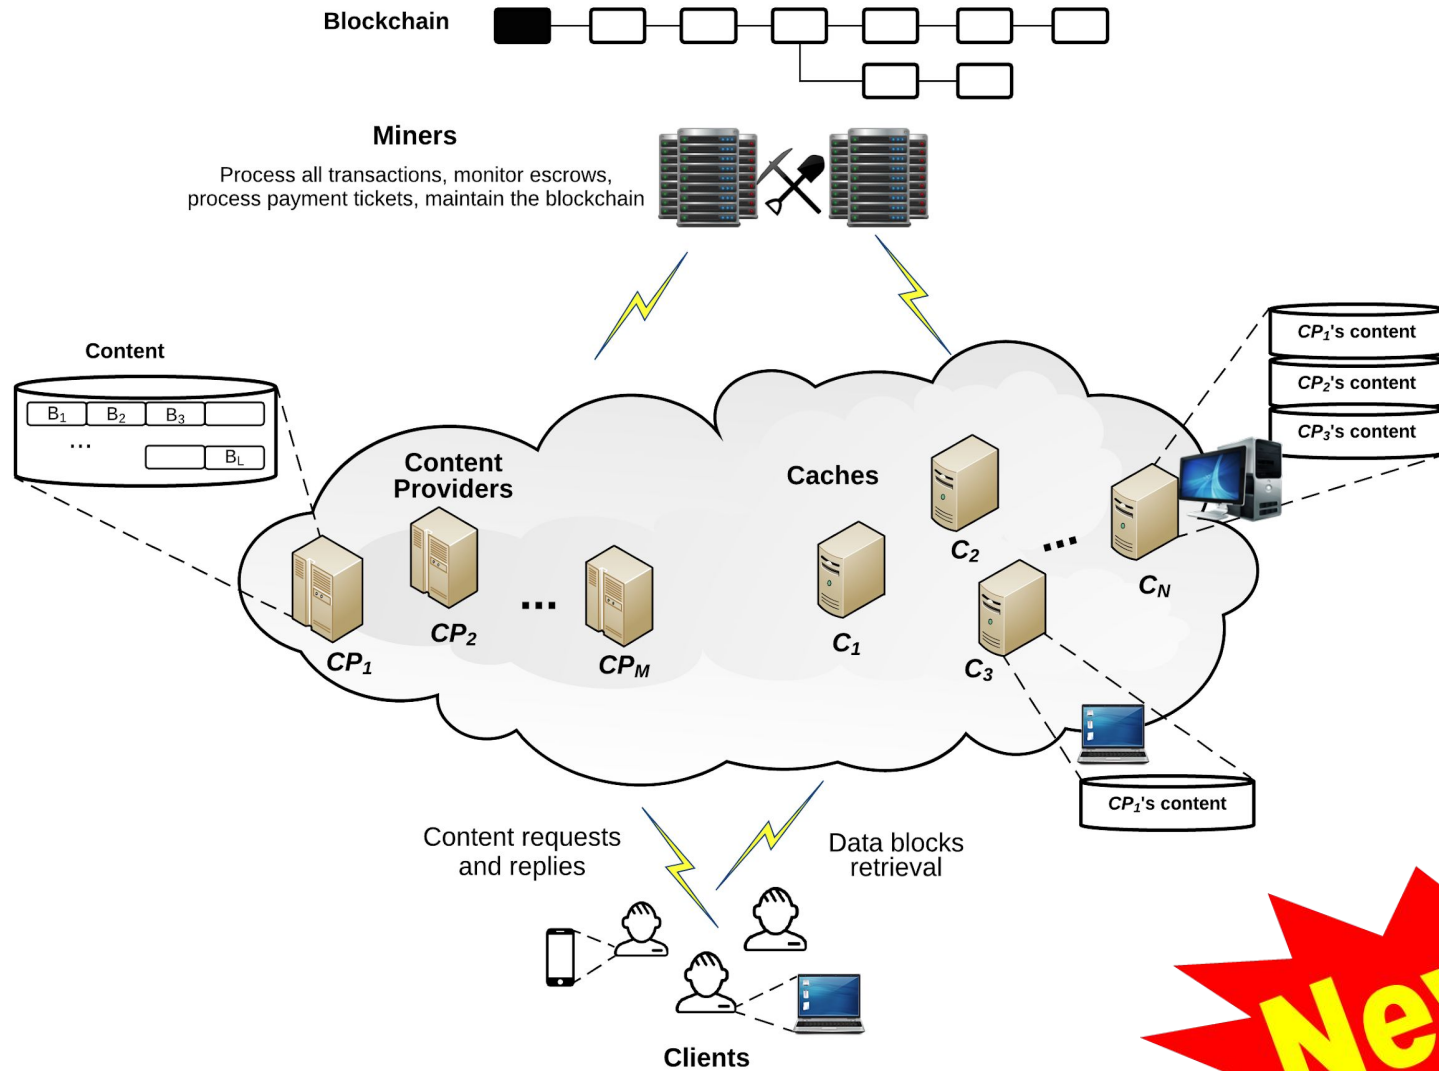 Blockchain
Miners
Process all transactions, monitor escrows,
process payment tickets, maintain the blockchain
Content
B1 B2 B3
...
BL
CP1's content
CP2's content
CP3's content
Content
Providers
Caches
CP1
CP2
...
CPM
C1
C2
C3
...
CN
CP1's content
Content requests
and replies
Data blocks
retrieval
Clients